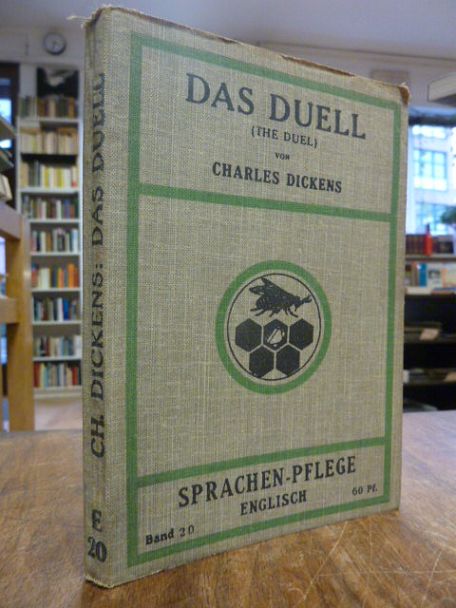 DAS DUELL
(THE DUEL)
VON
CHARLES DICKENS
SPRACHEN-PFLEGE
ENGLISCH
60 Pf.
Band 20
CH. DICKENS: DAS DUELL
E
20